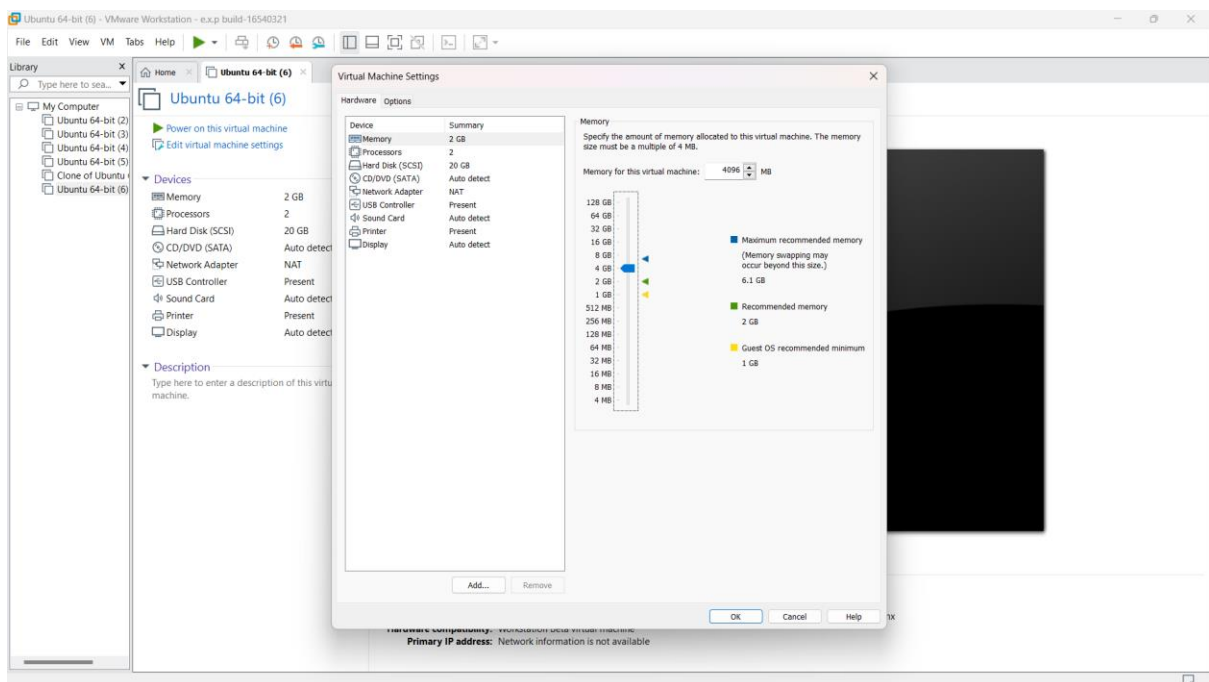 Ubuntu 64-bit (6) - VMware Workstation - e.x.p build-16540321
File Edit View VM Tabs Help
Library X
Type here to sea...
My Computer
Ubuntu 64-bit (2)
Ubuntu 64-bit (3)
Ubuntu 64-bit (4)
Ubuntu 64-bit (5)
Clone of Ubuntu
Ubuntu 64-bit (6)
Home
Ubuntu 64-bit (6)
Ubuntu 64-bit (6)
Power on this virtual machine
Edit virtual machine settings
Devices
Memory 2 GB
Processors 2
Hard Disk (SCSI) 20 GB
CD/DVD (SATA) Auto detect
Network Adapter NAT
USB Controller Present
Sound Card Auto detect
Printer Present
Display Auto detect
Description
Type here to enter a description of this virtu
machine.
Virtual Machine Settings
Hardware Options
Device Summary
Memory 2 GB
Processors 2
Hard Disk (SCSI) 20 GB
CD/DVD (SATA) Auto detect
Network Adapter NAT
USB Controller Present
Sound Card Auto detect
Printer Present
Display Auto detect
Add... Remove
Memory
Specify the amount of memory allocated to this virtual machine. The memory
size must be a multiple of 4 MB.
Memory for this virtual machine: 4096 MB
128 GB
64 GB
32 GB
16 GB
8 GB
4 GB
2 GB
1 GB
512 MB
256 MB
128 MB
64 MB
32 MB
16 MB
8 MB
4 MB
Maximum recommended memory
(Memory swapping may
occur beyond this size.)
6.1 GB
Recommended memory
2 GB
Guest OS recommended minimum
1 GB
OK Cancel Help
Hardware compatibility: Workstation Beta virtual machine
Primary IP address: Network information is not available